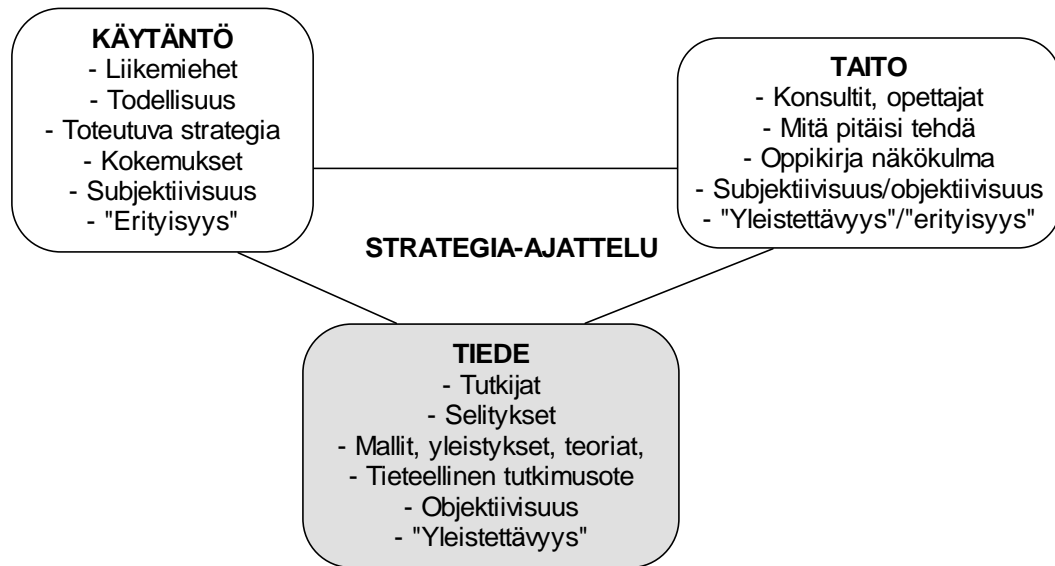 KÄYTÄNTÖ
- Liikemiehet
- Todellisuus
- Toteutuva strategia
- Kokemukset
- Subjektiivisuus
- "Erityisyys"
TAITO
- Konsultit, opettajat
- Mitä pitäisi tehdä
- Oppikirja näkökulma
- Subjektiivisuus/objektiivisuus
- "Yleistettävyys"/"erityisyys"
STRATEGIA-AJATTELU
TIEDE
- Tutkijat
- Selitykset
- Mallit, yleistykset, teoriat,
- Tieteellinen tutkimusote
- Objektiivisuus
- "Yleistettävyys"